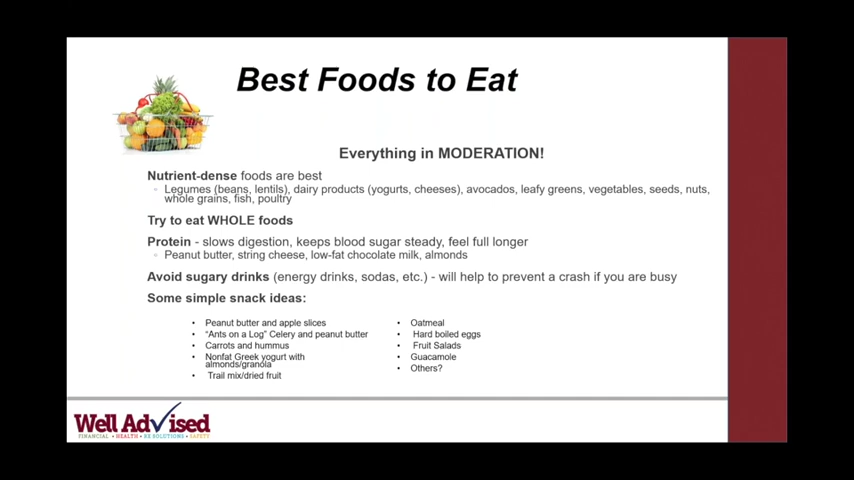 Best Foods to Eat
Everything in MODERATION!
Nutrient-dense foods are best
Legumes (beans, lentils), dairy products (yogurts, cheeses), avocados, leafy greens, vegetables, seeds, nuts,
whole grains, fish, poultry
Try to eat WHOLE foods
Protein - slows digestion, keeps blood sugar steady, feel full longer
Peanut butter, string cheese, low-fat chocolate milk, almonds
Avoid sugary drinks (energy drinks, sodas, etc.) - will help to prevent a crash if you are busy
Some simple snack ideas:
• Peanut butter and apple slices
• “Ants on a Log” Celery and peanut butter
• Carrots and hummus
• Nonfat Greek yogurt with
almonds/granola
• Trail mix/dried fruit
• Oatmeal
• Hard boiled eggs
• Fruit Salads
• Guacamole
• Others?
Well Advised
FINANCIAL • HEALTH • RESOLUTIONS • SAFETY